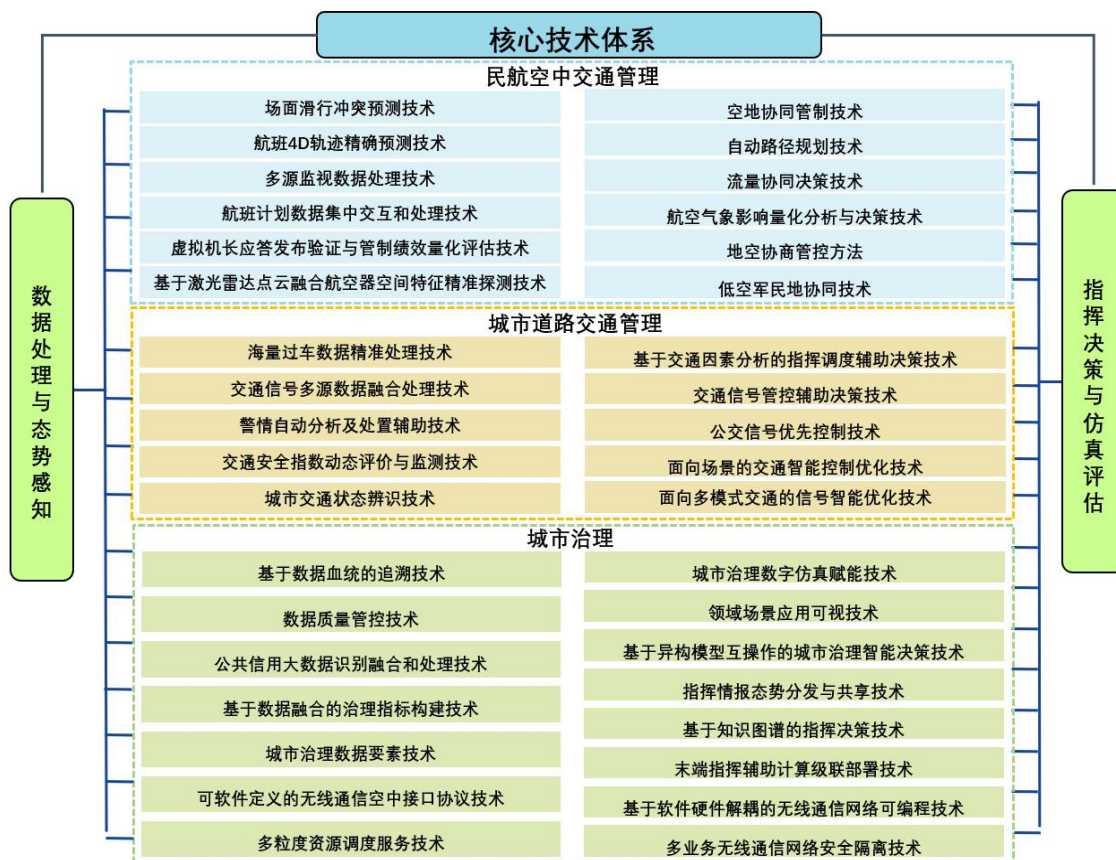 核心技术体系
数据处理与态势感知
民航空中交通管理
场面滑行冲突预测技术
航班4D轨迹精确预测技术
多源监视数据处理技术
航班计划数据集中交互和处理技术
虚拟机长应答发布验证与管制绩效量化评估技术
基于激光雷达点云融合航空器空间特征精准探测技术
空地协同管制技术
自动路径规划技术
流量协同决策技术
航空气象影响量化分析与决策技术
地空协商管控方法
低空军民地协同技术
城市道路交通管理
海量过车数据精准处理技术
交通信号多源数据融合处理技术
警情自动分析及处置辅助技术
交通安全指数动态评价与监测技术
城市交通状态辨识技术
基于交通因素分析的指挥调度辅助决策技术
交通信号管控辅助决策技术
公交信号优先控制技术
面向场景的交通智能控制优化技术
面向多模式交通的信号智能优化技术
城市治理
基于数据血统的追溯技术
数据质量管控技术
公共信用大数据识别融合和处理技术
基于数据融合的治理指标构建技术
城市治理数据要素技术
可软件定义的无线通信空中接口协议技术
多粒度资源调度服务技术
城市治理数字仿真赋能技术
领域场景应用可视技术
基于异构模型互操作的城市治理智能决策技术
指挥情报态势分发与共享技术
基于知识图谱的指挥决策技术
末端指挥辅助计算级联部署技术
基于软件硬件解耦的无线通信网络可编程技术
多业务无线通信网络安全隔离技术
指挥决策与仿真评估